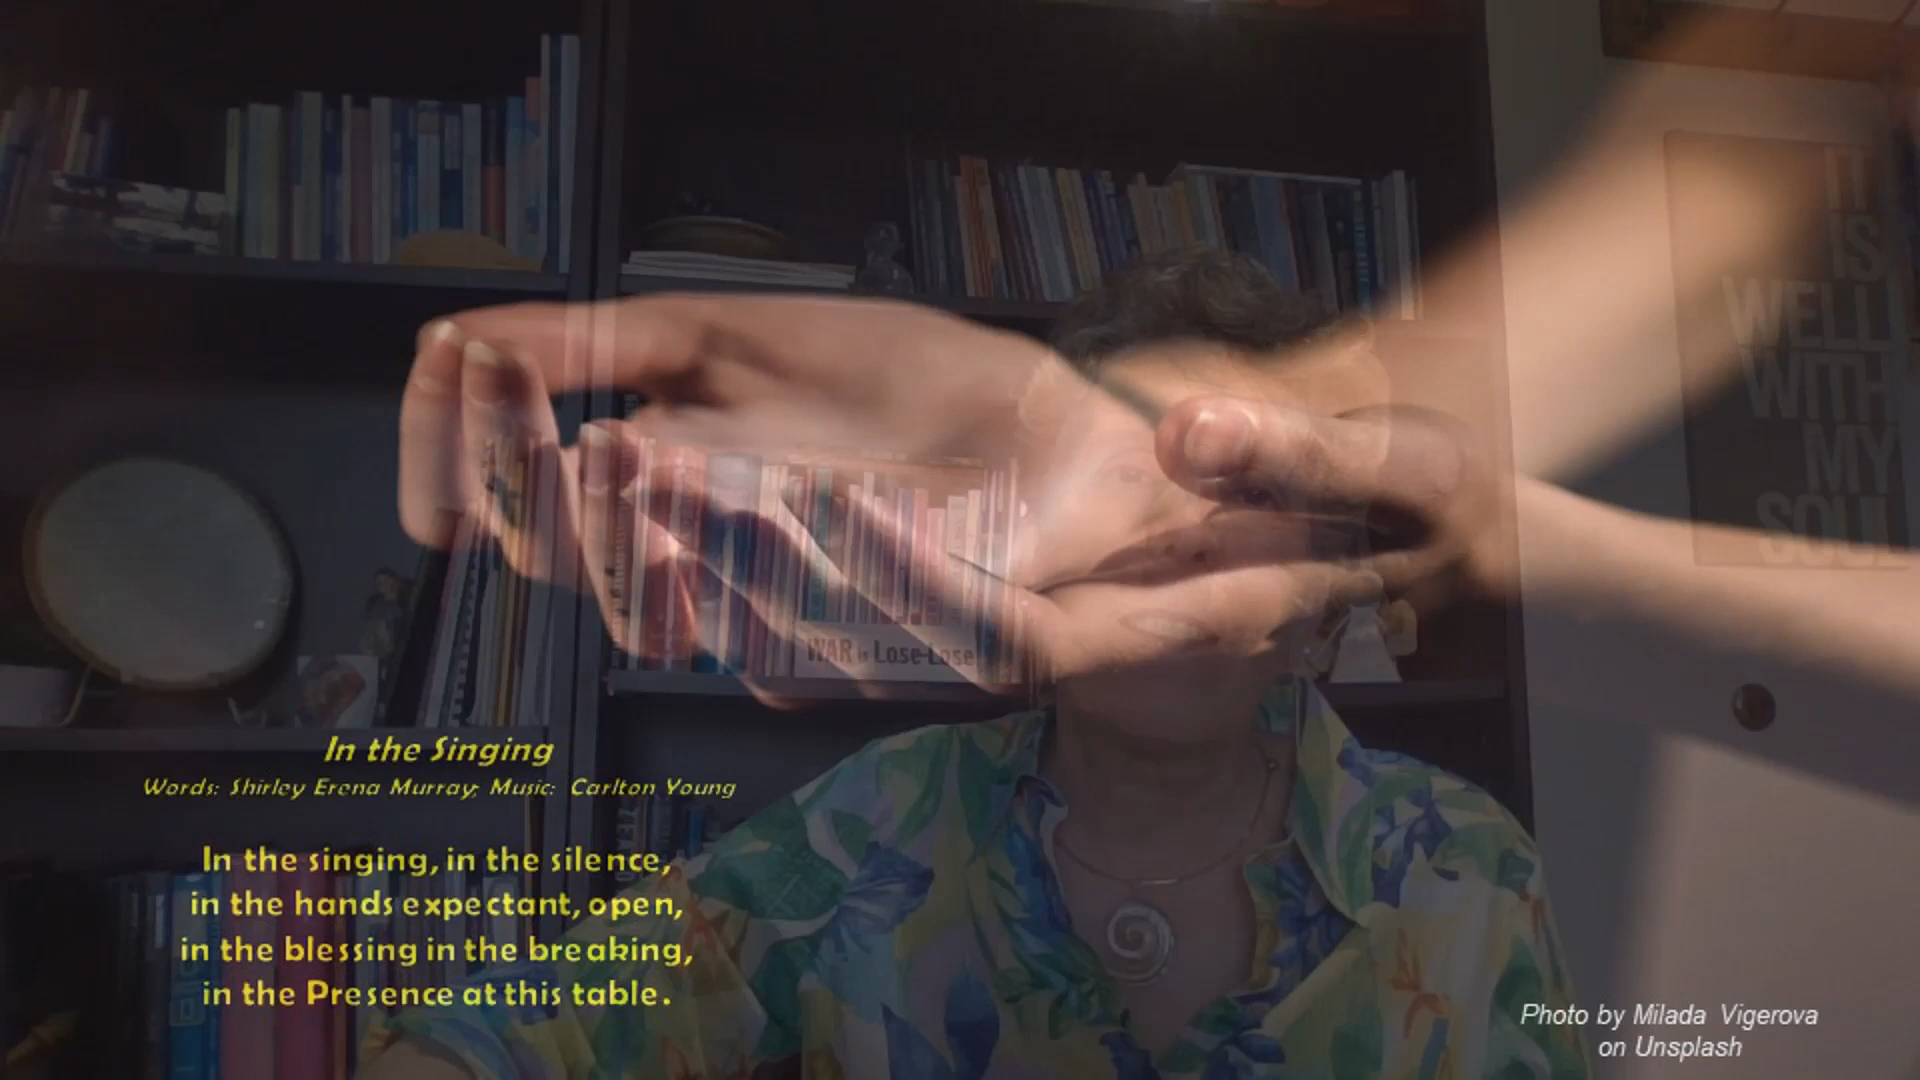 IT
IS
WELL
WITH
MY
SOUL
WAR is Lose-Lose
In the Singing
Words: Shirley Erena Murray; Music: Carlton Young
In the singing, in the silence,
in the hands expectant, open,
in the blessing in the breaking,
in the Presence at this table.
Photo by Milada Vigerova
on Unsplash